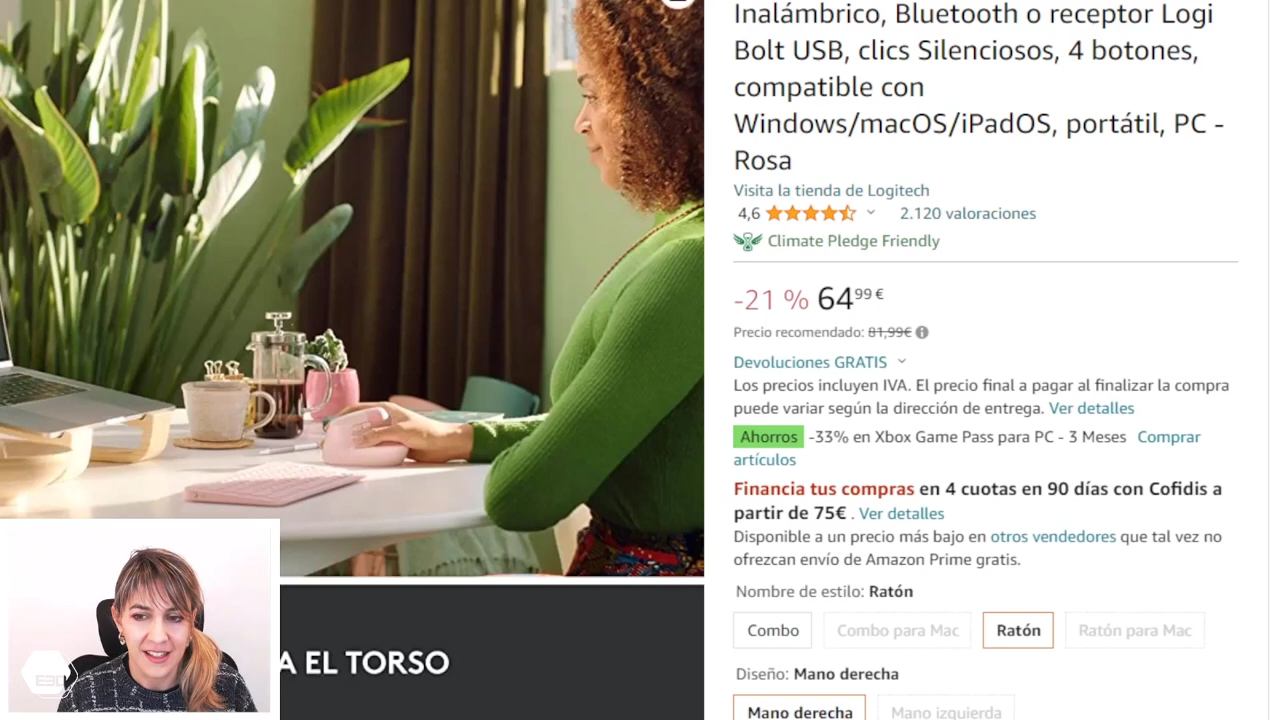 Inalámbrico, Bluetooth o receptor Logi
Bolt USB, clics Silenciosos, 4 botones,
compatible con
Windows/macOS/iPadOS, portátil, PC -
Rosa
Visita la tienda de Logitech
4,6 2.120 valoraciones
Climate Pledge Friendly
-21 % 64 99 €
Precio recomendado: 81,99€
Devoluciones GRATIS
Los precios incluyen IVA. El precio final a pagar al finalizar la compra
puede variar según la dirección de entrega. Ver detalles
Ahorros -33% en Xbox Game Pass para PC - 3 Meses Comprar
artículos
Financia tus compras en 4 cuotas en 90 días con Cofidis a
partir de 75€ . Ver detalles
Disponible a un precio más bajo en otros vendedores que tal vez no
ofrezcan envío de Amazon Prime gratis.
Nombre de estilo: Ratón
Combo Combo para Mac Ratón Ratón para Mac
Diseño: Mano derecha
Mano derecha Mano izquierda
A EL TORSO